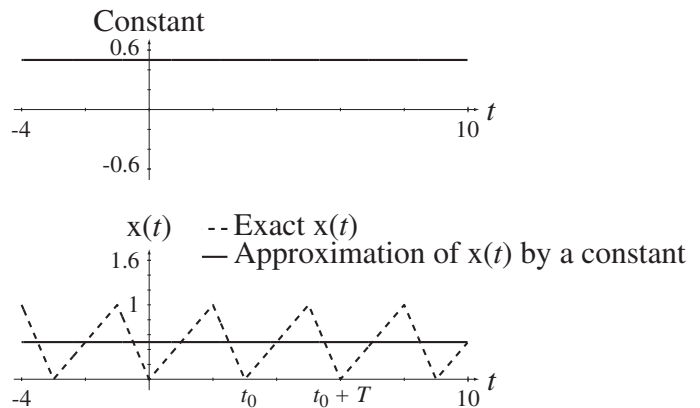 Constant
0.6
t
-4 10
-0.6
x(t) Exact x(t)
Approximation of x(t) by a constant
1.6
1
t
-4 t0 t0 + T 10